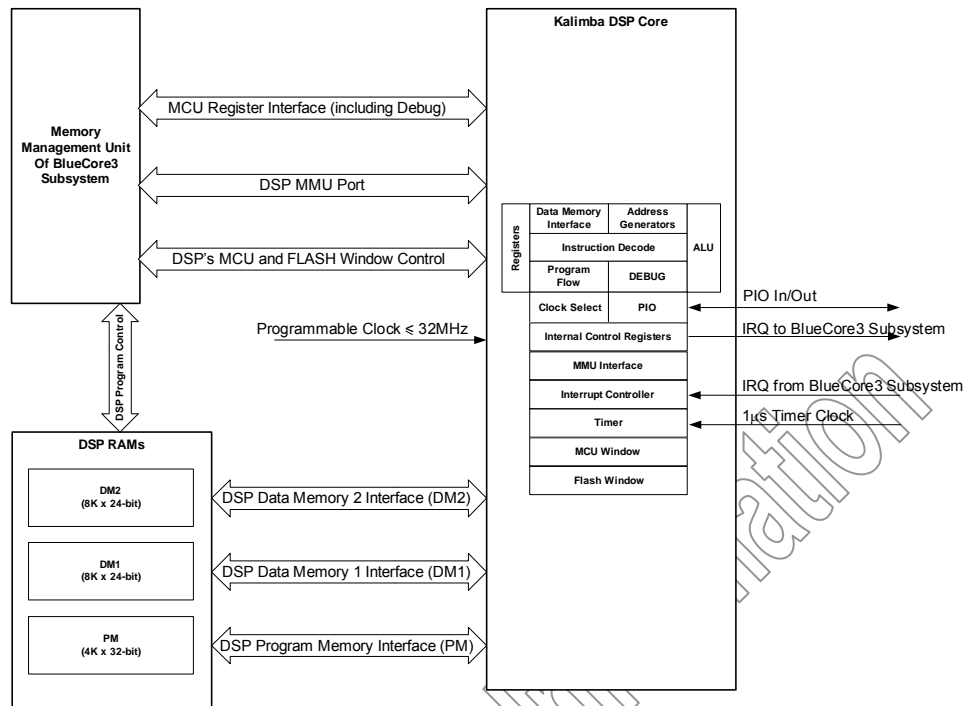 Kalimba DSP Core
Memory
Management Unit
Of BlueCore3
Subsystem
MCU Register Interface (including Debug)
DSP MMU Port
DSP's MCU and FLASH Window Control
Programmable Clock ≤ 32MHz
Registers
Data Memory
Interface
Address
Generators
Instruction Decode
ALU
Program
Flow
DEBUG
Clock Select
PIO
Internal Control Registers
MMU Interface
Interrupt Controller
Timer
MCU Window
Flash Window
PIO In/Out
IRQ to BlueCore3 Subsystem
IRQ from BlueCore3 Subsystem
1µs Timer Clock
DSP Program Control
DSP RAMs
DM2
(8K x 24-bit)
DM1
(8K x 24-bit)
PM
(4K x 32-bit)
DSP Data Memory 2 Interface (DM2)
DSP Data Memory 1 Interface (DM1)
DSP Program Memory Interface (PM)